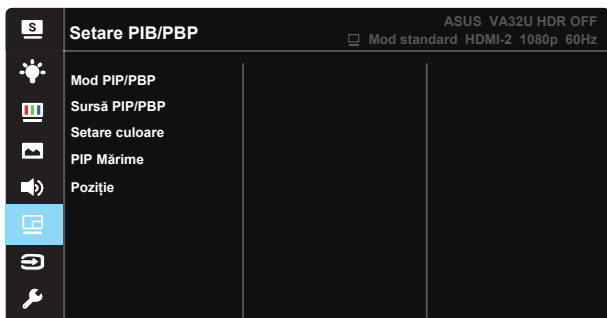 S
Setare PIB/PBP
ASUS VA32U HDR OFF
Mod standard HDMI-2 1080p 60Hz
Mod PIP/PBP
Sursă PIP/PBP
Setare culoare
PIP Mărime
Poziție